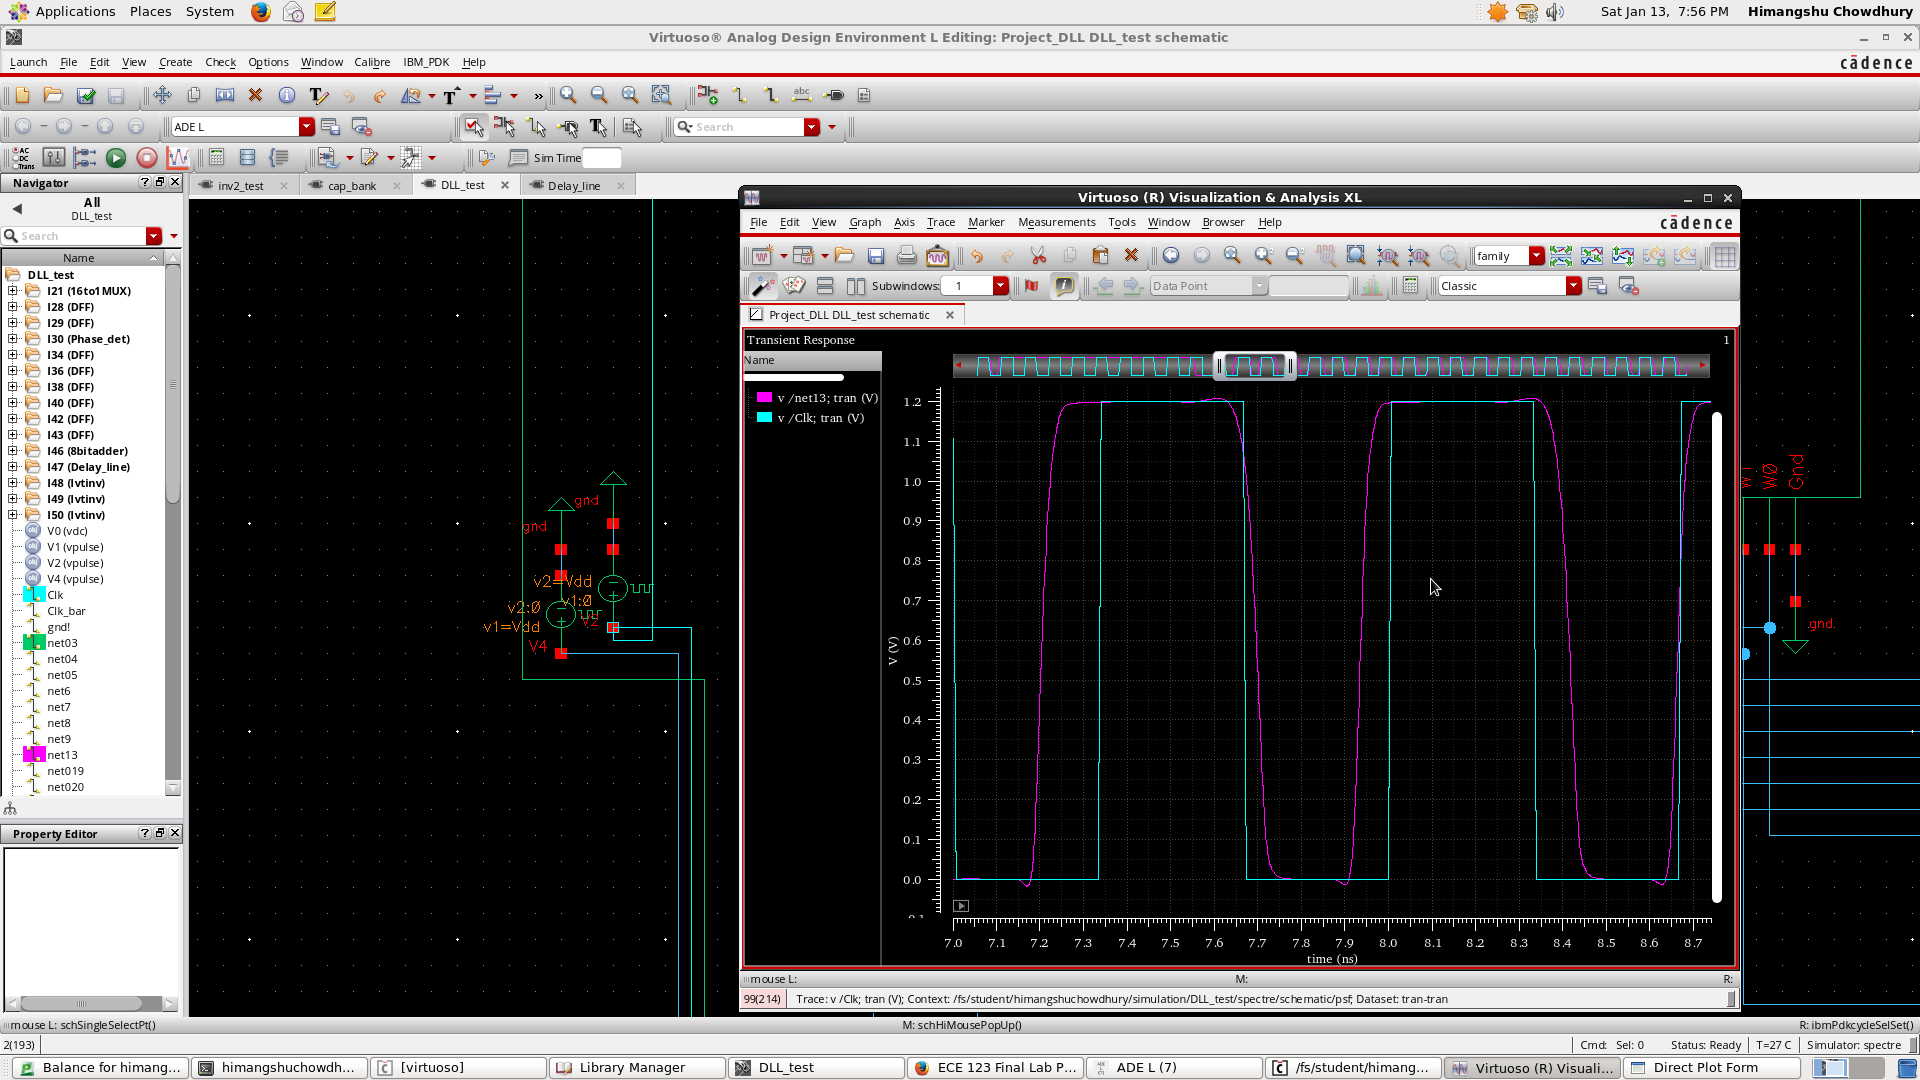 Applications Places System
Sat Jan 13, 7:56 PM Himangshu Chowdhury
Virtuoso® Analog Design Environment L Editing: Project_DLL DLL_test schematic
Launch File Edit View Create Check Options Window Calibre IBM_PDK Help
cādence
ADE L
Search
Sim Time
Navigator
inv2_test
cap_bank
DLL_test
Delay_line
All
DLL_test
Search
Name
DLL_test
I21 (16to1MUX)
I28 (DFF)
I29 (DFF)
I30 (Phase_det)
I34 (DFF)
I36 (DFF)
I38 (DFF)
I40 (DFF)
I42 (DFF)
I43 (DFF)
I46 (8bitadder)
I47 (Delay_line)
I48 (lvtinv)
I49 (lvtinv)
I50 (lvtinv)
V0 (vdc)
V1 (vpulse)
V2 (vpulse)
V4 (vpulse)
Clk
Clk_bar
gnd!
net03
net04
net05
net6
net7
net8
net9
net13
net019
net020
Property Editor
gnd
gnd
v2=Vdd
v1:0
v2:0
v1=Vdd
V2
V4
Virtuoso (R) Visualization & Analysis XL
File Edit View Graph Axis Trace Marker Measurements Tools Window Browser Help
cādence
family
Subwindows: 1
Data Point
Classic
Project_DLL DLL_test schematic
Transient Response
1
Name
v /net13; tran (V)
v /Clk; tran (V)
1.2
1.1
1.0
0.9
0.8
0.7
0.6
0.5
0.4
0.3
0.2
0.1
0.0
V (V)
7.0 7.1 7.2 7.3 7.4 7.5 7.6 7.7 7.8 7.9 8.0 8.1 8.2 8.3 8.4 8.5 8.6 8.7
time (ns)
mouse L:
M:
R:
99(214)
Trace: v /Clk; tran (V); Context: /fs/student/himangshuchowdhury/simulation/DLL_test/spectre/schematic/psf; Dataset: tran-tran
W0
Gnd
gnd
mouse L: schSingleSelectPt()
M: schHiMousePopUp()
R: ibmPdkcycleSelSet()
2(193)
Cmd: Sel: 0
Status: Ready
T=27 C
Simulator: spectre
Balance for himang...
himangshuchowdh...
[virtuoso]
Library Manager
DLL_test
ECE 123 Final Lab P...
ADE L (7)
/fs/student/himang...
Virtuoso (R) Visuali...
Direct Plot Form